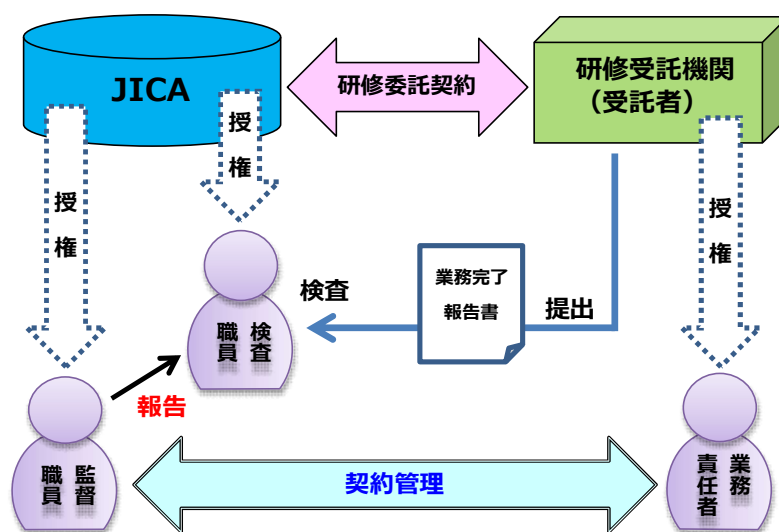 JICA
研修委託契約
研修受託機関
（受託者）
授権
授権
授権
業務完了
報告書
検査
提出
検査
職員
報告
監督
職員
契約管理
業務
責任者